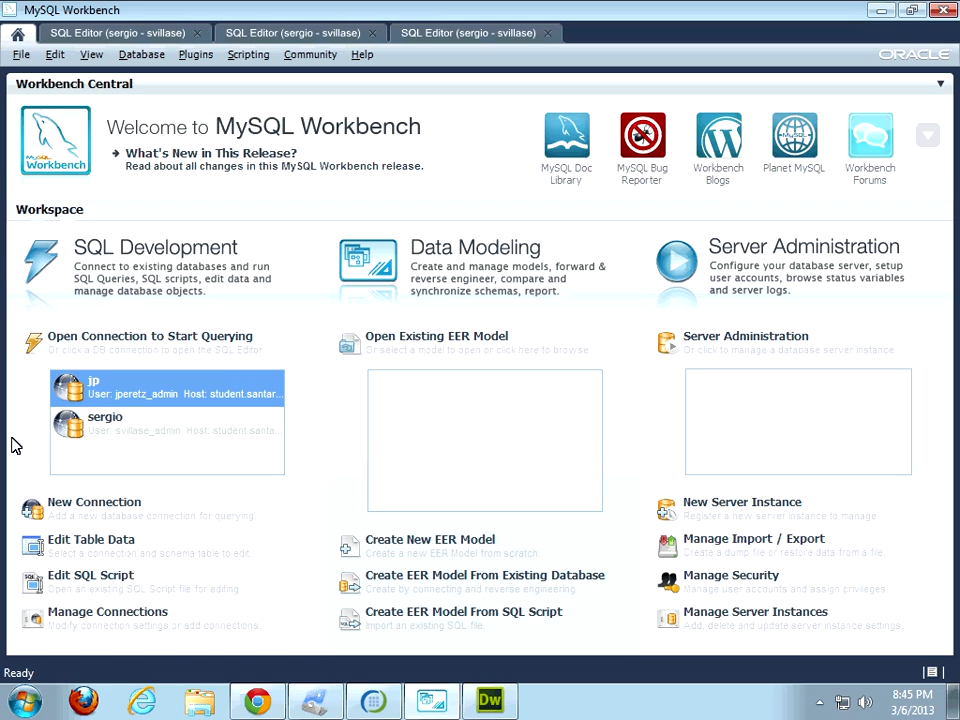 MySQL Workbench
SQL Editor (sergio - svillase)
SQL Editor (sergio - svillase)
SQL Editor (sergio - svillase)
File Edit View Database Plugins Scripting Community Help
ORACLE
Workbench Central
MySQL
Workbench
Welcome to MySQL Workbench
What's New in This Release?
Read about all changes in this MySQL Workbench release.
MySQL Doc
Library
MySQL Bug
Reporter
Workbench
Blogs
MySQL
Planet MySQL
Workbench
Forums
Workspace
SQL Development
Connect to existing databases and run
SQL Queries, SQL scripts, edit data and
manage database objects.
Open Connection to Start Querying
Or click a DB connection to open the SQL Editor
jp
User: jperetz_admin Host: student.santar...
sergio
User: svillase_admin Host: student.santa...
New Connection
Add a new database connection for querying.
Edit Table Data
Select a connection and schema table to edit.
Edit SQL Script
Open an existing SQL Script file for editing.
Manage Connections
Modify connection settings or add connections.
Data Modeling
Create and manage models, forward &
reverse engineer, compare and
synchronize schemas, report.
Open Existing EER Model
Or select a model to open or click here to browse.
Create New EER Model
Create a new EER Model from scratch.
Create EER Model From Existing Database
Create by connecting and reverse engineering.
Create EER Model From SQL Script
Import an existing SQL file.
Server Administration
Configure your database server, setup
user accounts, browse status variables
and server logs.
Server Administration
Or click to manage a database server instance.
New Server Instance
Register a new server instance to manage.
Manage Import / Export
Create a dump file or restore data from a file.
Manage Security
Manage user accounts and assign privileges.
Manage Server Instances
Add, delete and update server instance settings.
Ready
Dw
8:45 PM
3/6/2013